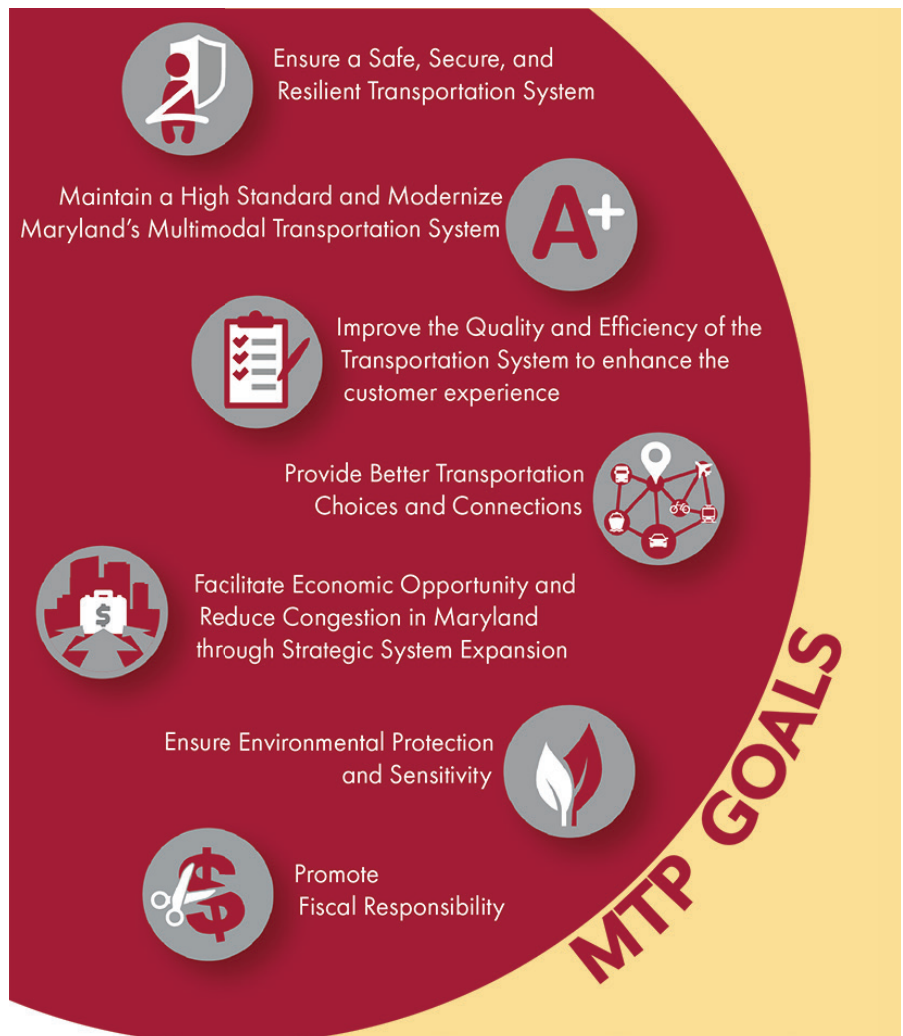 Ensure a Safe, Secure, and
Resilient Transportation System
Maintain a High Standard and Modernize
Maryland's Multimodal Transportation System
A+
Improve the Quality and Efficiency of the
Transportation System to enhance the
customer experience
Provide Better Transportation
Choices and Connections
$
Facilitate Economic Opportunity and
Reduce Congestion in Maryland
through Strategic System Expansion
Ensure Environmental Protection
and Sensitivity
$
Promote
Fiscal Responsibility
MTP GOALS